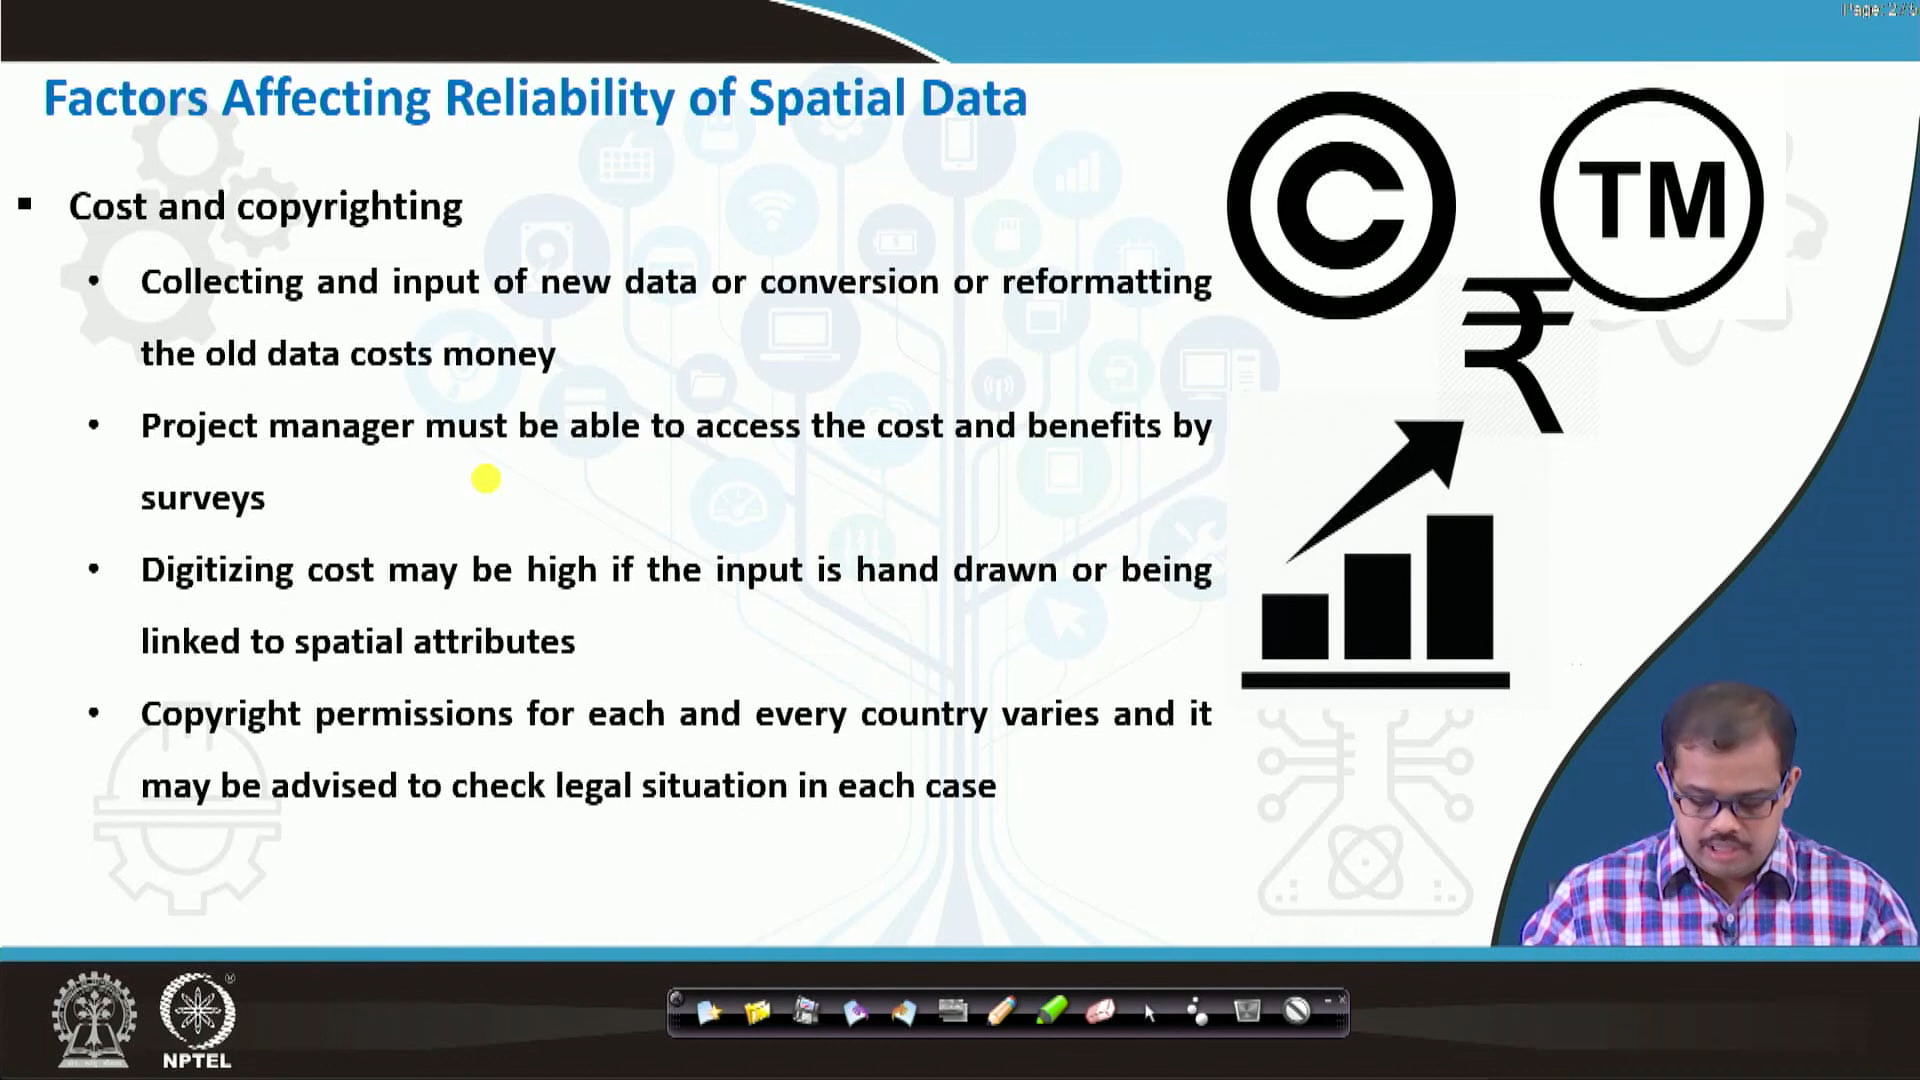 Factors Affecting Reliability of Spatial Data
▪ Cost and copyrighting
• Collecting and input of new data or conversion or reformatting
the old data costs money
• Project manager must be able to access the cost and benefits by
surveys
• Digitizing cost may be high if the input is hand drawn or being
linked to spatial attributes
• Copyright permissions for each and every country varies and it
may be advised to check legal situation in each case
©
TM
₹
NPTEL